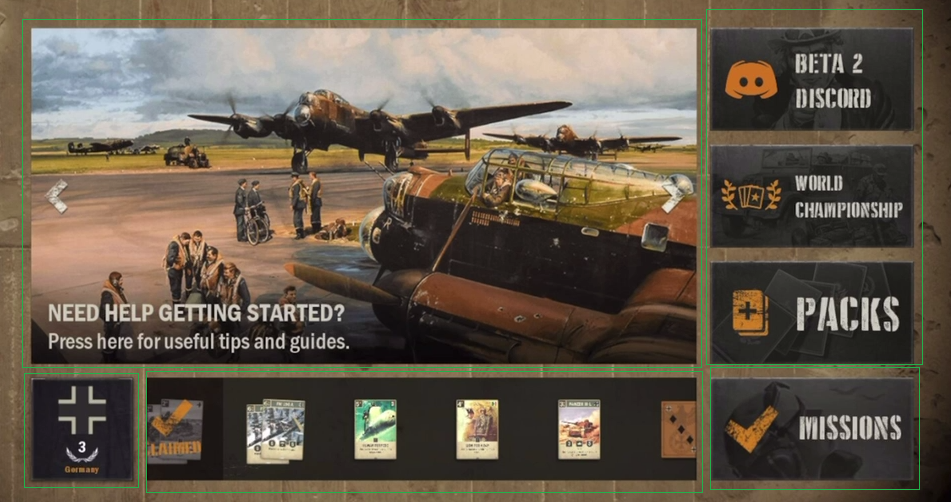 BETA 2
DISCORD
WORLD
CHAMPIONSHIP
NEED HELP GETTING STARTED?
Press here for useful tips and guides.
PACKS
3
Germany
CLAIMED
MISSIONS